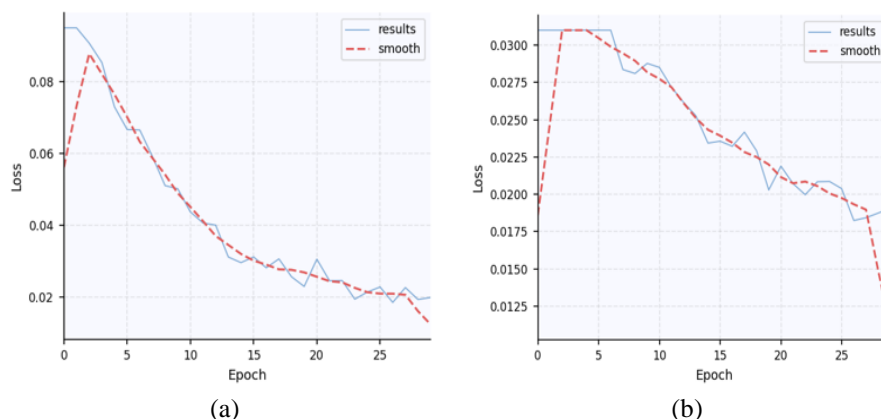 results
smooth
0.08
0.06
0.04
0.02
Loss
0 5 10 15 20 25
Epoch
(a)
results
smooth
0.0300
0.0275
0.0250
0.0225
0.0200
0.0175
0.0150
0.0125
Loss
0 5 10 15 20 25
Epoch
(b)